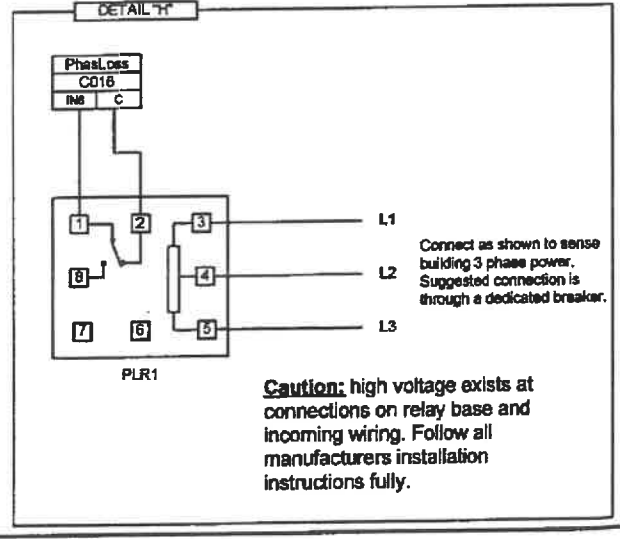 DETAIL "H"
PhasLoss
C016
IN6 C
1 2 3
L1
8 4
L2
Connect as shown to sense
building 3 phase power.
Suggested connection is
through a dedicated breaker.
7 6 5
L3
PLR1
Caution: high voltage exists at
connections on relay base and
incoming wiring. Follow all
manufacturers installation
instructions fully.